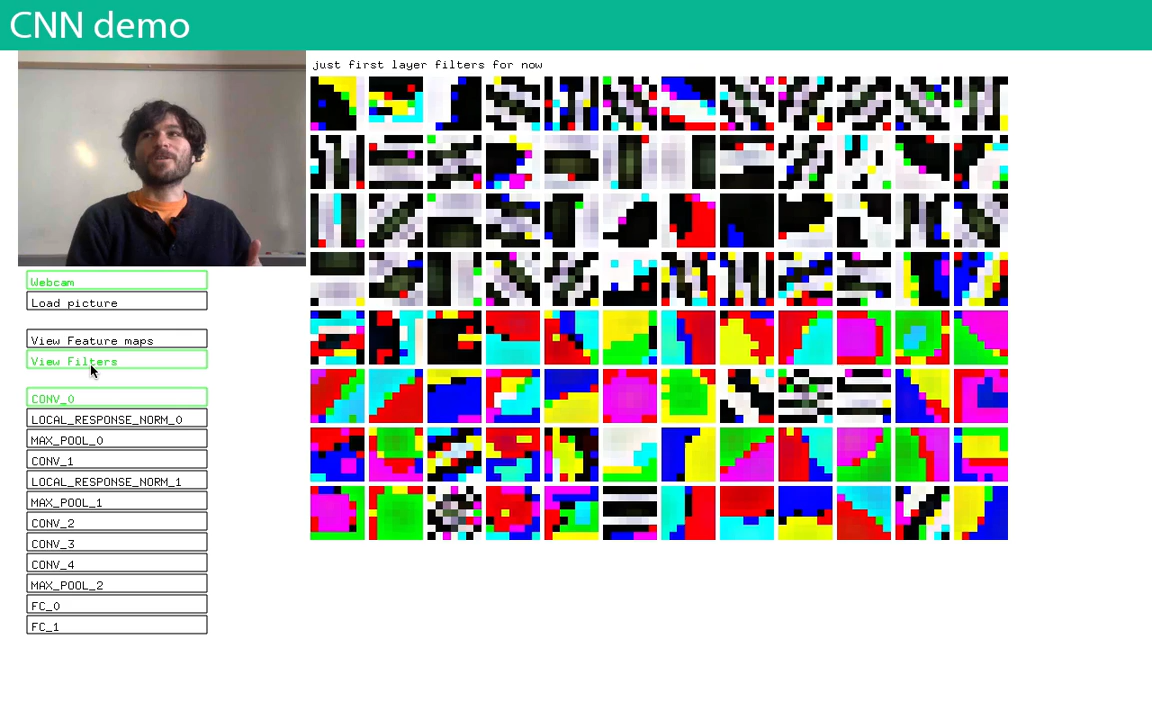 CNN demo
just first layer filters for now
Webcam
Load picture
View Feature maps
View Filters
CONV_0
LOCAL_RESPONSE_NORM_0
MAX_POOL_0
CONV_1
LOCAL_RESPONSE_NORM_1
MAX_POOL_1
CONV_2
CONV_3
CONV_4
MAX_POOL_2
FC_0
FC_1